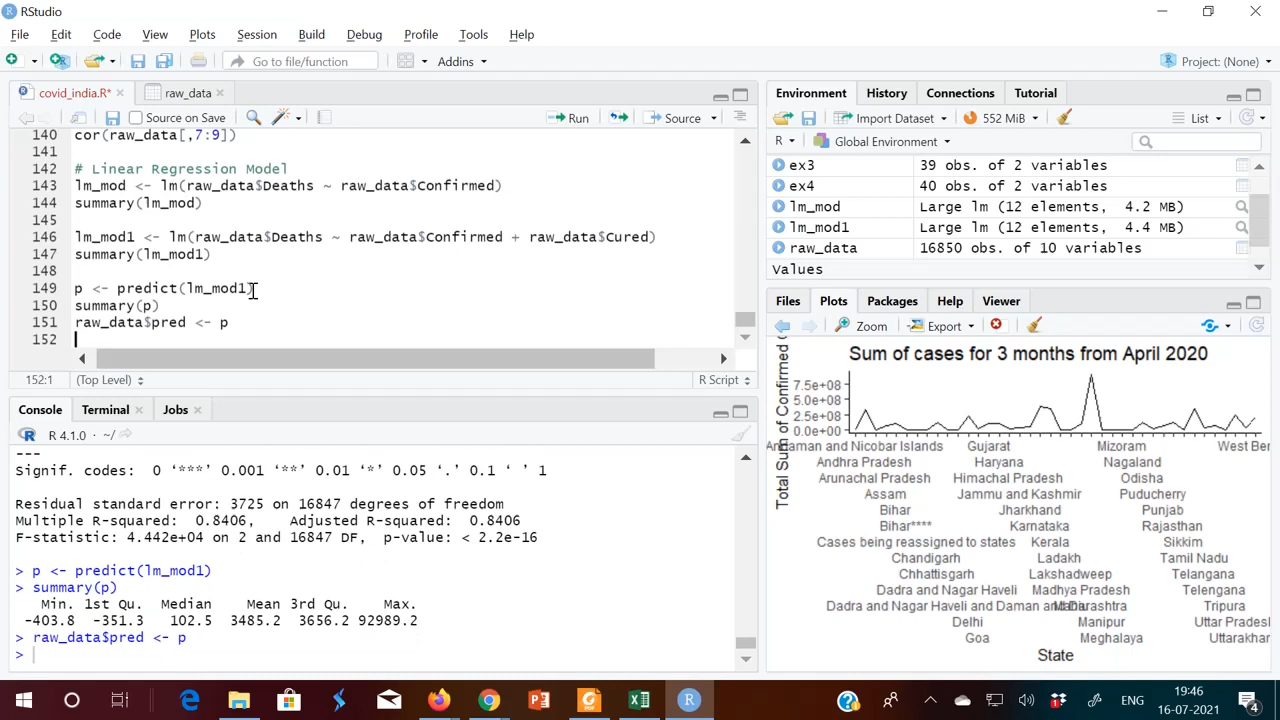 RStudio
File Edit Code View Plots Session Build Debug Profile Tools Help
Go to file/function Addins Project: (None)
covid_india.R* raw_data
Source on Save Run Source
140 cor(raw_data[,7:9])
141
142 # Linear Regression Model
143 lm_mod <- lm(raw_data$Deaths ~ raw_data$Confirmed)
144 summary(lm_mod)
145
146 lm_mod1 <- lm(raw_data$Deaths ~ raw_data$Confirmed + raw_data$Cured)
147 summary(lm_mod1)
148
149 p <- predict(lm_mod1)
150 summary(p)
151 raw_data$pred <- p
152
152:1 (Top Level) R Script
Console Terminal Jobs
R 4.1.0 · ~/
---
Signif. codes: 0 ‘***’ 0.001 ‘**’ 0.01 ‘*’ 0.05 ‘.’ 0.1 ‘ ’ 1
Residual standard error: 3725 on 16847 degrees of freedom
Multiple R-squared: 0.8406, Adjusted R-squared: 0.8406
F-statistic: 4.442e+04 on 2 and 16847 DF, p-value: < 2.2e-16
> p <- predict(lm_mod1)
> summary(p)
Min. 1st Qu. Median Mean 3rd Qu. Max.
-403.8 -351.3 102.5 3485.2 3656.2 92989.2
> raw_data$pred <- p
>
Environment History Connections Tutorial
Import Dataset 552 MiB List
R Global Environment
ex3 39 obs. of 2 variables
ex4 40 obs. of 2 variables
lm_mod Large lm (12 elements, 4.2 MB)
lm_mod1 Large lm (12 elements, 4.4 MB)
raw_data 16850 obs. of 10 variables
Values
Files Plots Packages Help Viewer
Zoom Export
Sum of cases for 3 months from April 2020
Total Sum of Confirmed
7.5e+08
5.0e+08
2.5e+08
0.0e+00
Andaman and Nicobar Islands Gujarat Mizoram West Ben
Andhra Pradesh Haryana Nagaland
Arunachal Pradesh Himachal Pradesh Odisha
Assam Jammu and Kashmir Puducherry
Bihar Jharkhand Punjab
Bihar**** Karnataka Rajasthan
Cases being reassigned to states Kerala Sikkim
Chandigarh Ladakh Tamil Nadu
Chhattisgarh Lakshadweep Telangana
Dadra and Nagar Haveli Madhya Pradesh Telengana
Dadra and Nagar Haveli and Daman and Diu Maharashtra Tripura
Delhi Manipur Uttar Pradesh
Goa Meghalaya Uttarakhan
State
ENG 19:46
16-07-2021
4